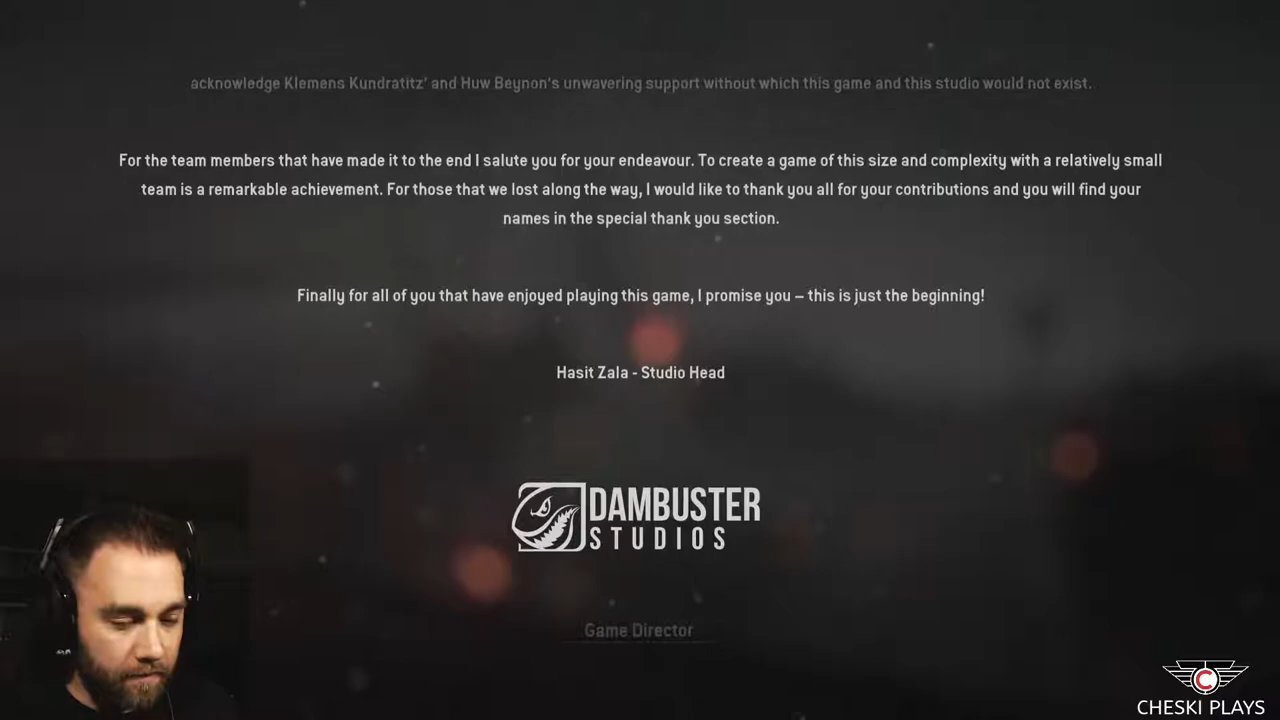 acknowledge Klemens Kundratitz' and Huw Beynon's unwavering support without which this game and this studio would not exist.
For the team members that have made it to the end I salute you for your endeavour. To create a game of this size and complexity with a relatively small
team is a remarkable achievement. For those that we lost along the way, I would like to thank you all for your contributions and you will find your
names in the special thank you section.
Finally for all of you that have enjoyed playing this game, I promise you – this is just the beginning!
Hasit Zala - Studio Head
DAMBUSTER
STUDIOS
Game Director
C
CHESKI PLAYS